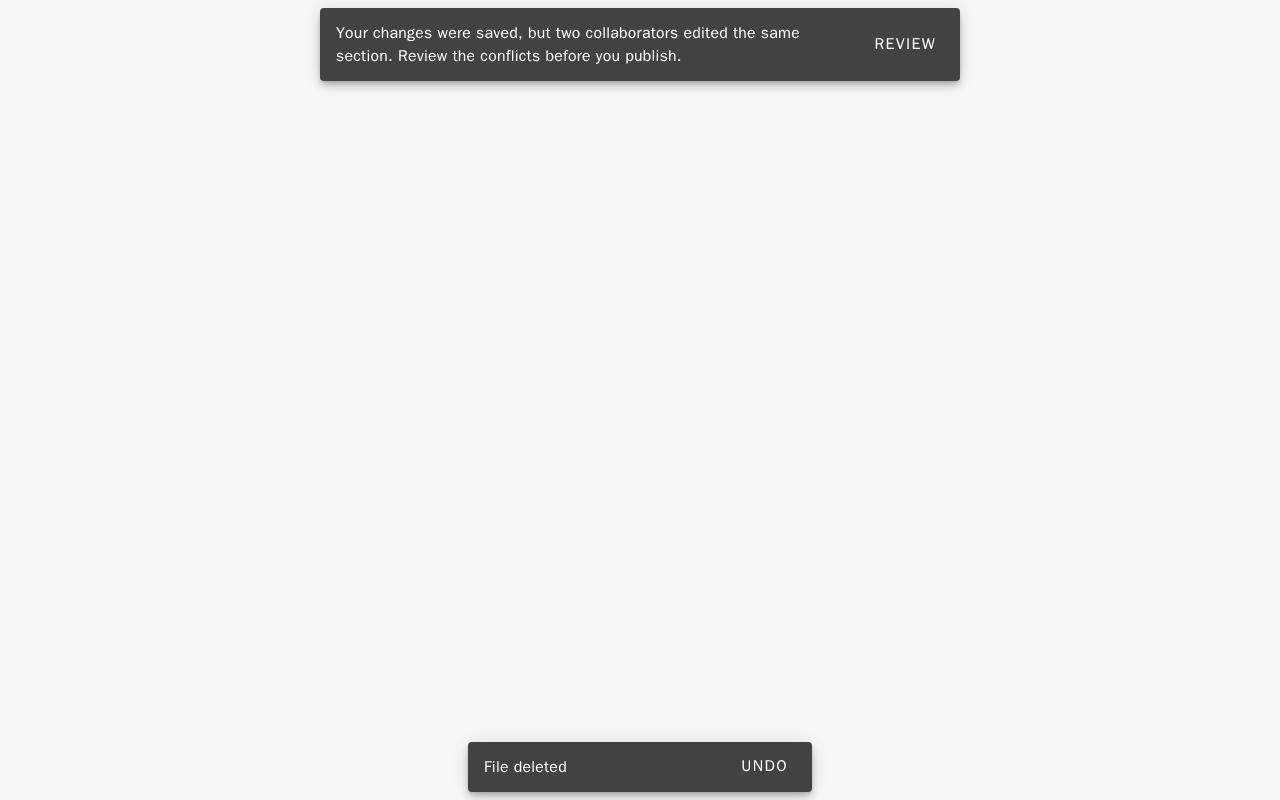 Your changes were saved, but two collaborators edited the same
section. Review the conflicts before you publish.
REVIEW
File deleted
UNDO